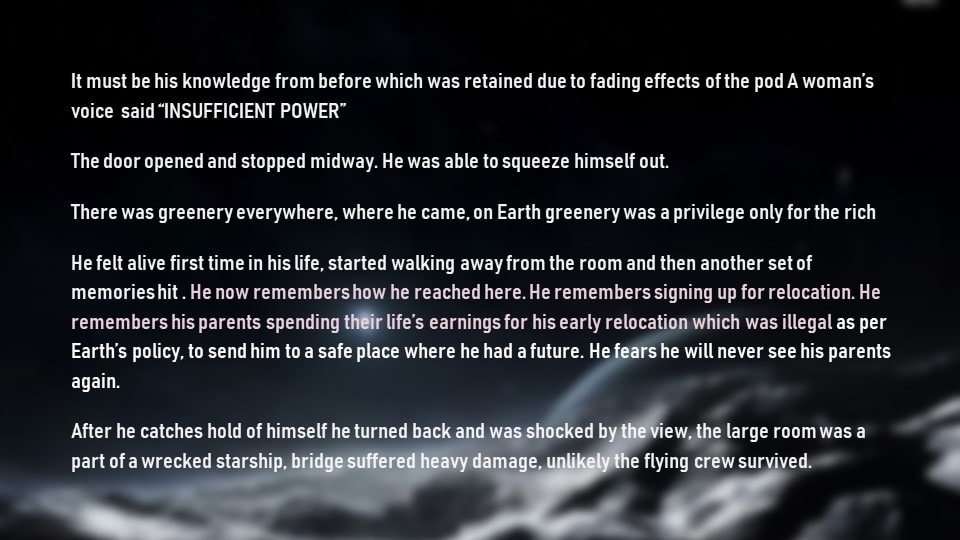 It must be his knowledge from before which was retained due to fading effects of the pod A woman's
voice said “INSUFFICIENT POWER”
The door opened and stopped midway. He was able to squeeze himself out.
There was greenery everywhere, where he came, on Earth greenery was a privilege only for the rich
He felt alive first time in his life, started walking away from the room and then another set of
memories hit . He now remembers how he reached here. He remembers signing up for relocation. He
remembers his parents spending their life’s earnings for his early relocation which was illegal as per
Earth’s policy, to send him to a safe place where he had a future. He fears he will never see his parents
again.
After he catches hold of himself he turned back and was shocked by the view, the large room was a
part of a wrecked starship, bridge suffered heavy damage, unlikely the flying crew survived.